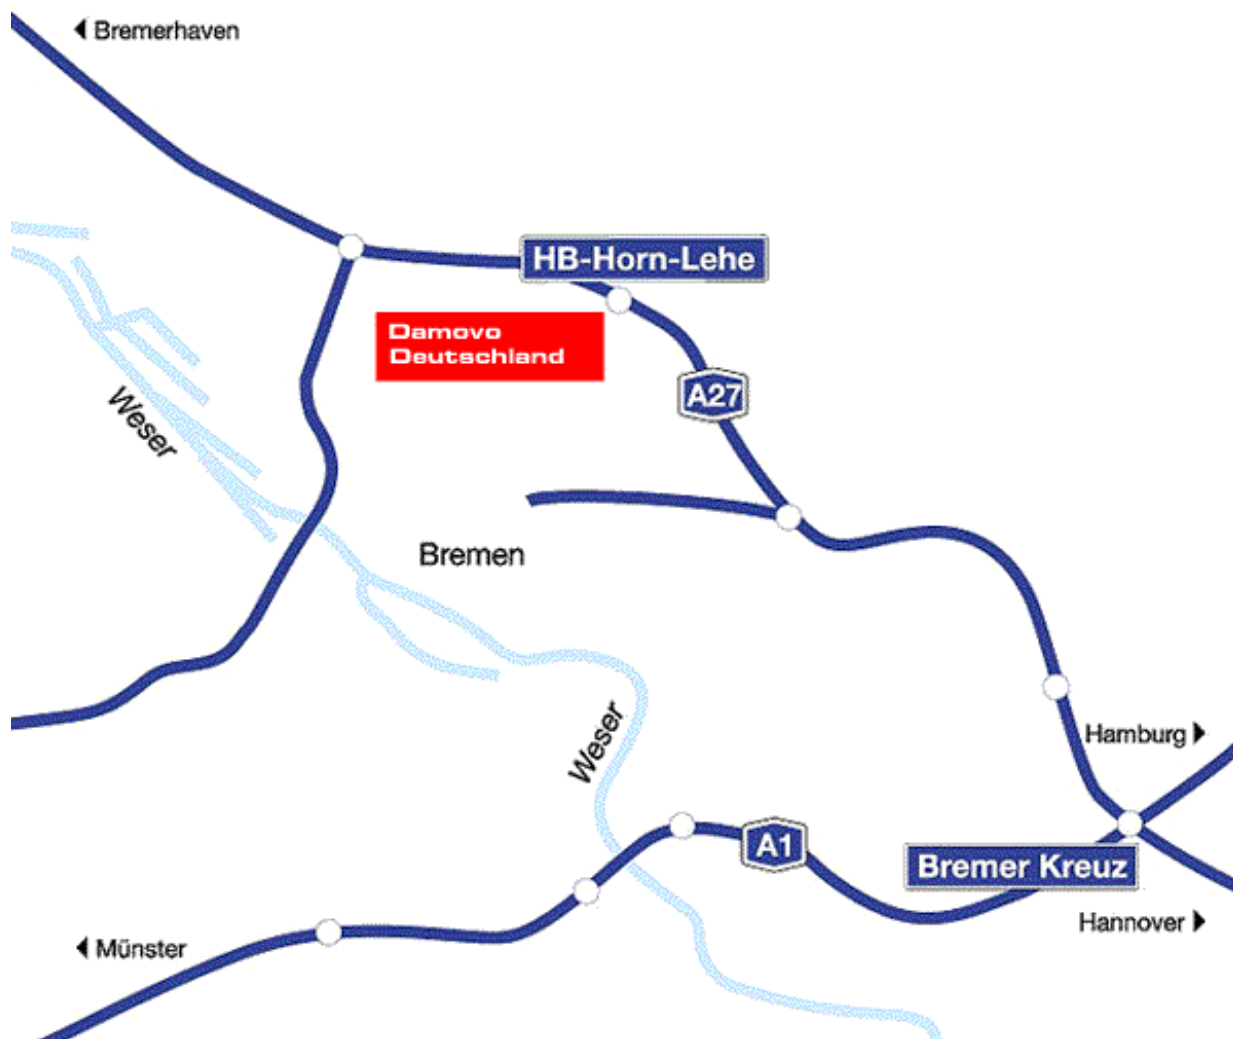 Bremerhaven
HB-Horn-Lehe
Damovo
Deutschland
A27
Weser
Bremen
Weser
Hamburg
A1
Bremer Kreuz
Hannover
Münster